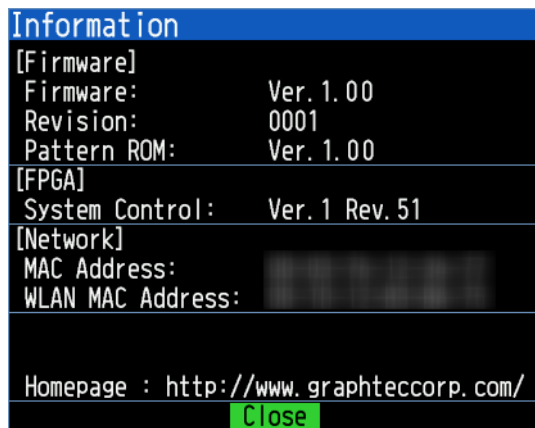 Information
[Firmware]
Firmware: Ver. 1.00
Revision: 0001
Pattern ROM: Ver. 1.00
[FPGA]
System Control: Ver. 1 Rev. 51
[Network]
MAC Address:
WLAN MAC Address:
Homepage : http://www.graphteccorp.com/
Close